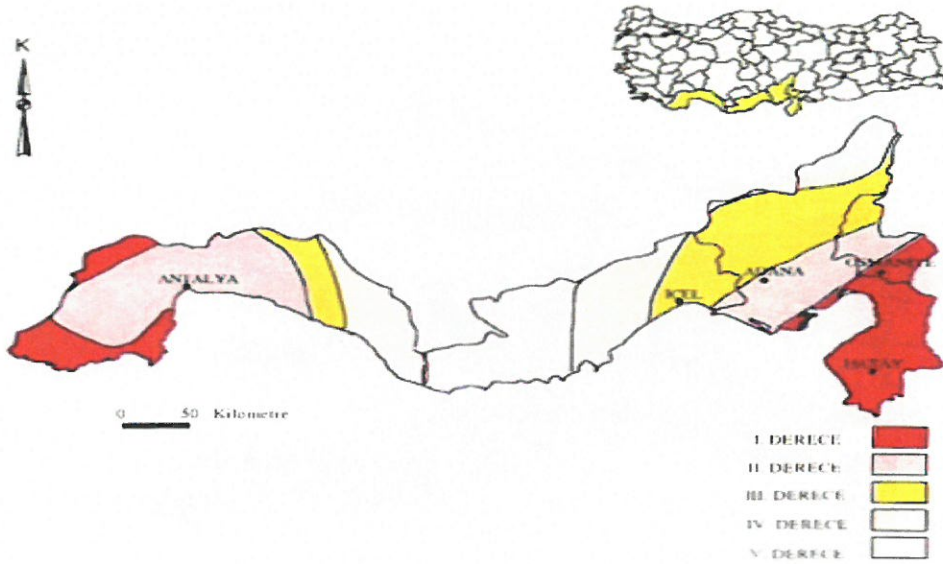 K
ANTALYA
ADANA
OSMANİYE
İÇEL
HATAY
0 50 Kilometre
I. DERECE
II. DERECE
III. DERECE
IV. DERECE
V. DERECE